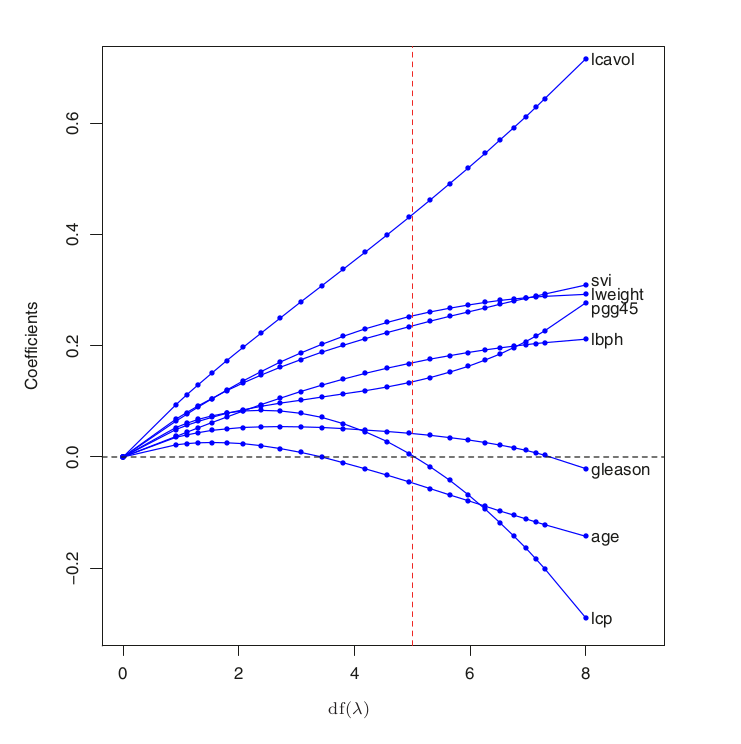 lcavol
svi
lweight
pgg45
lbph
gleason
age
lcp
Coefficients
0.6
0.4
0.2
0.0
−0.2
0 2 4 6 8
df(λ)